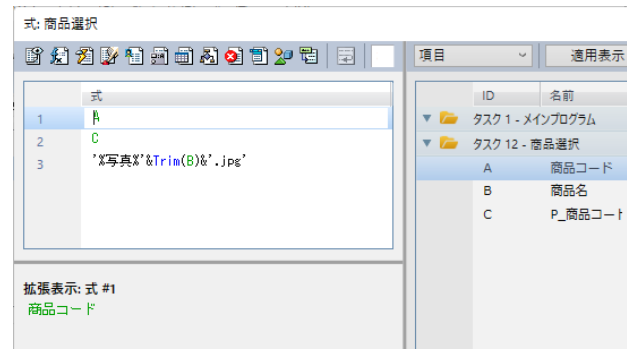 式: 商品選択
項目
適用表示
式
1 A
2 C
3 '%写真%'&Trim(B)&'.jpg'
拡張表示: 式 #1
商品コード
ID 名前
タスク 1 - メインプログラム
タスク 12 - 商品選択
A 商品コード
B 商品名
C P_商品コード